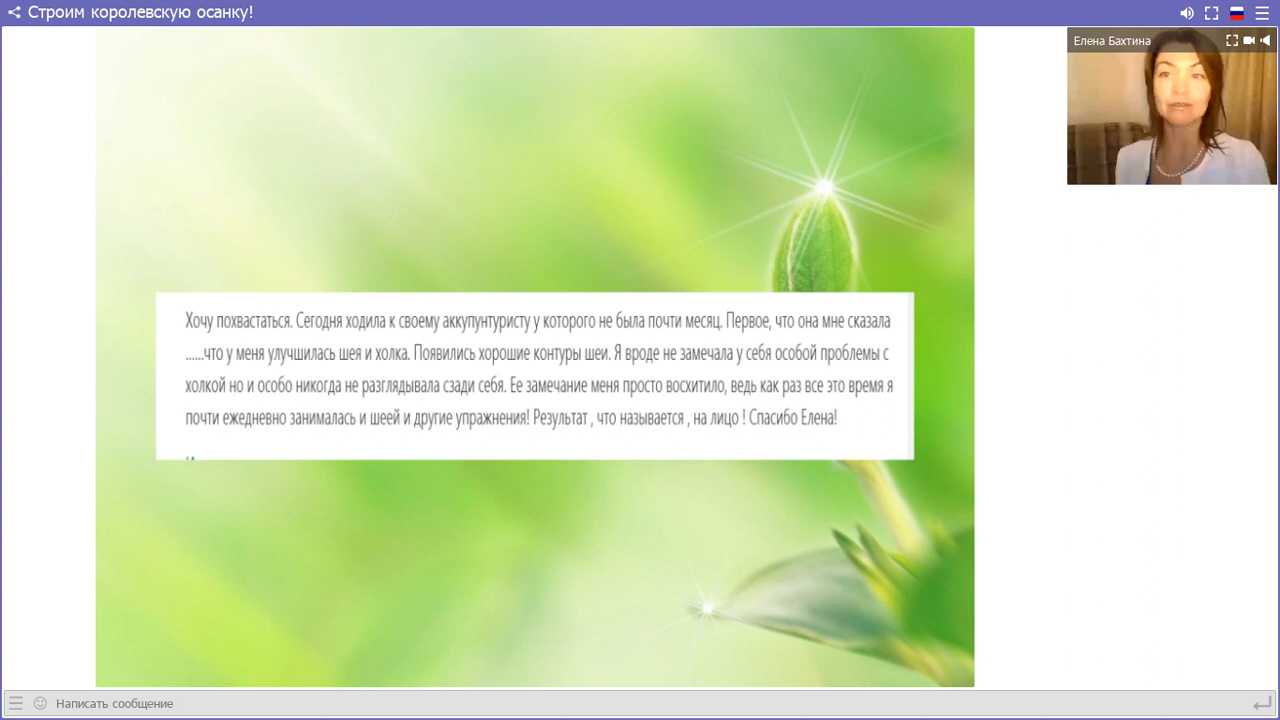 Строим королевскую осанку!
Елена Бахтина
Хочу похвастаться. Сегодня ходила к своему аккупунтуристу у которого не была почти месяц. Первое, что она мне сказала
......что у меня улучшилась шея и холка. Появились хорошие контуры шеи. Я вроде не замечала у себя особой проблемы с
холкой но и особо никогда не разглядывала сзади себя. Ее замечание меня просто восхитило, ведь как раз все это время я
почти ежедневно занималась и шеей и другие упражнения! Результат , что называется , на лицо ! Спасибо Елена!
Написать сообщение